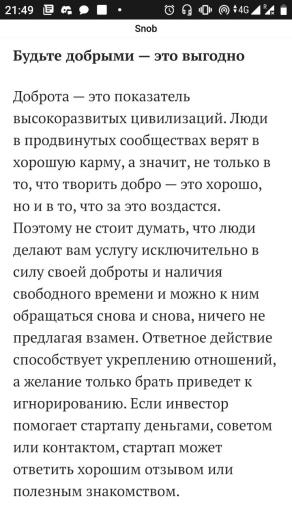 21:49
4G
Snob
Будьте добрыми — это выгодно
Доброта — это показатель
высокоразвитых цивилизаций. Люди
в продвинутых сообществах верят в
хорошую карму, а значит, не только в
то, что творить добро — это хорошо,
но и в то, что за это воздастся.
Поэтому не стоит думать, что люди
делают вам услугу исключительно в
силу своей доброты и наличия
свободного времени и можно к ним
обращаться снова и снова, ничего не
предлагая взамен. Ответное действие
способствует укреплению отношений,
а желание только брать приведет к
игнорированию. Если инвестор
помогает стартапу деньгами, советом
или контактом, стартап может
ответить хорошим отзывом или
полезным знакомством.